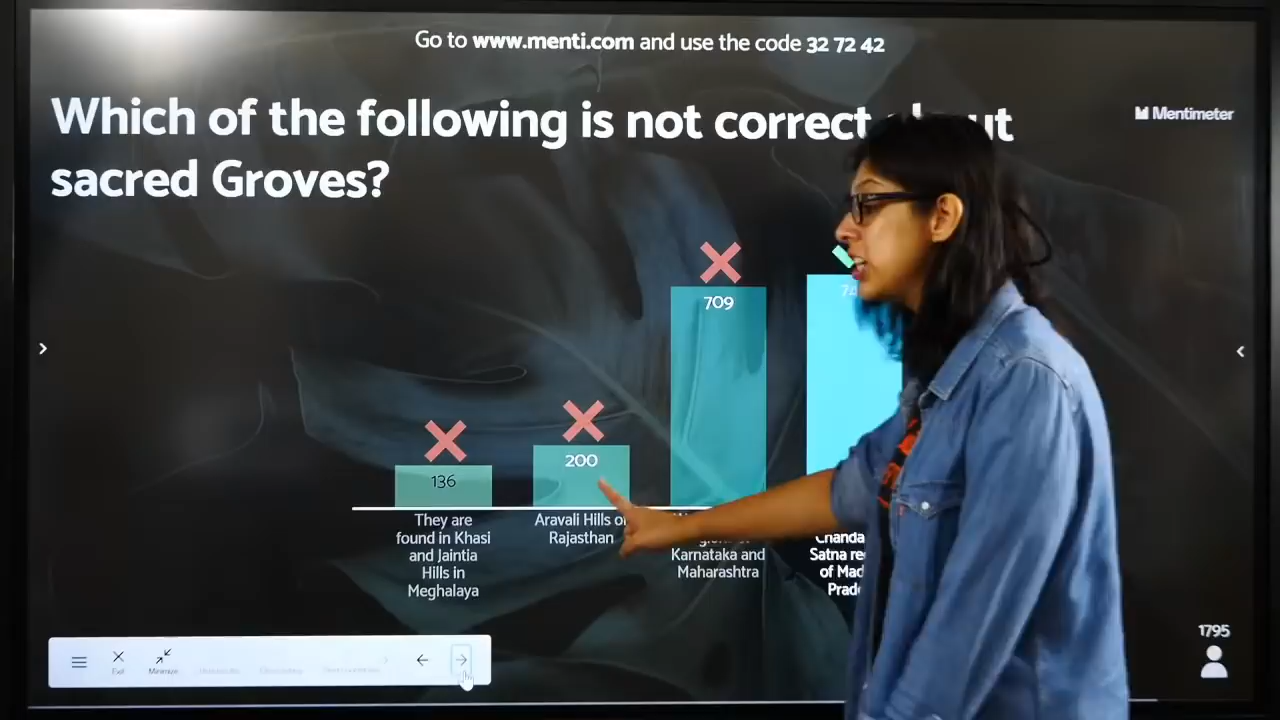 Go to www.menti.com and use the code 32 72 42
Which of the following is not correct
sacred Groves?
Mentimeter
709
136
200
They are
found in Khasi
and Jaintia
Hills in
Meghalaya
Aravali Hills
Rajasthan
Karnataka and
Maharashtra
Satna
of
1795
Exit
Minimize